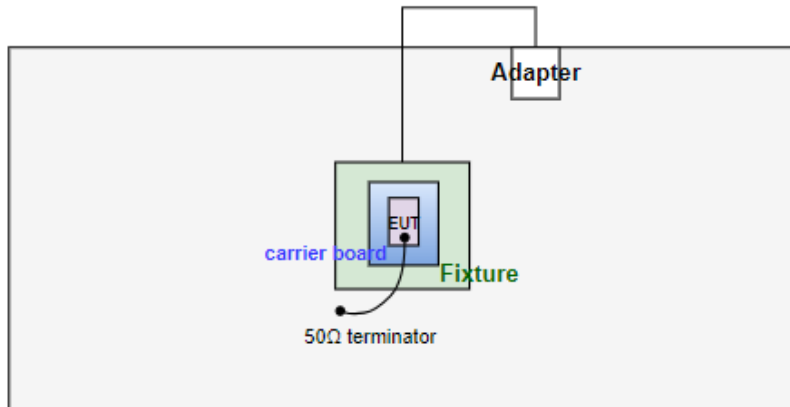 Adapter
EUT
carrier board
Fixture
50Ω terminator